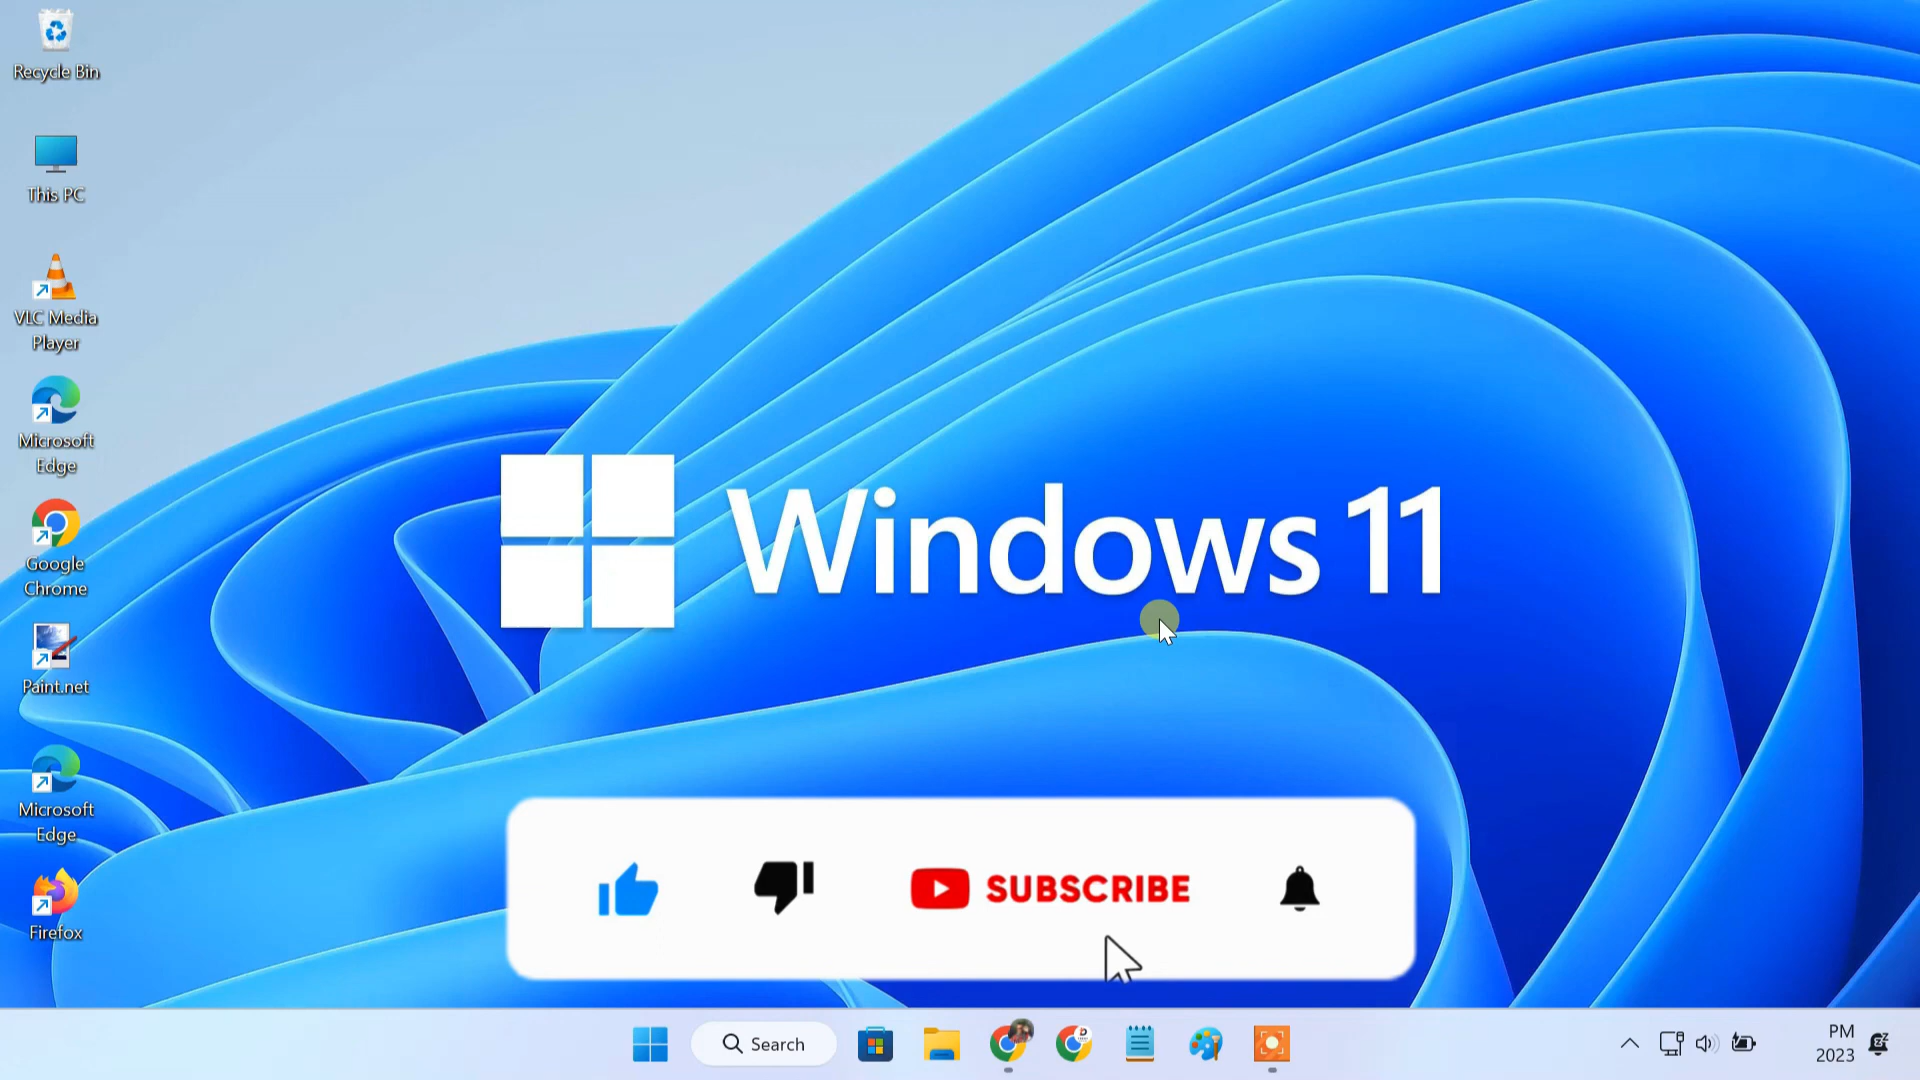 Recycle Bin
This PC
VLC Media
Player
Microsoft
Edge
Google
Chrome
Paint.net
Microsoft
Edge
Firefox
Windows 11
SUBSCRIBE
Search
D
PM
2023